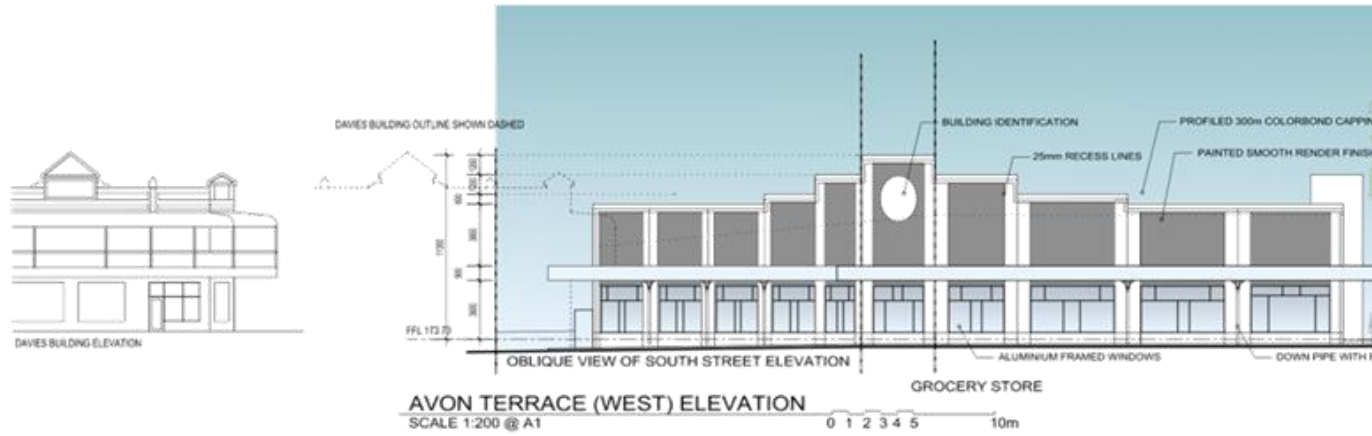 DAVIES BUILDING OUTLINE SHOWN DASHED
BUILDING IDENTIFICATION
PROFILED 300m COLORBOND CAPPIN
25mm RECESS LINES
PAINTED SMOOTH RENDER FINISH
FFL 173.70
DAVIES BUILDING ELEVATION
OBLIQUE VIEW OF SOUTH STREET ELEVATION
ALUMINIUM FRAMED WINDOWS
DOWN PIPE WITH
GROCERY STORE
AVON TERRACE (WEST) ELEVATION
SCALE 1:200 @ A1
0 1 2 3 4 5 10m